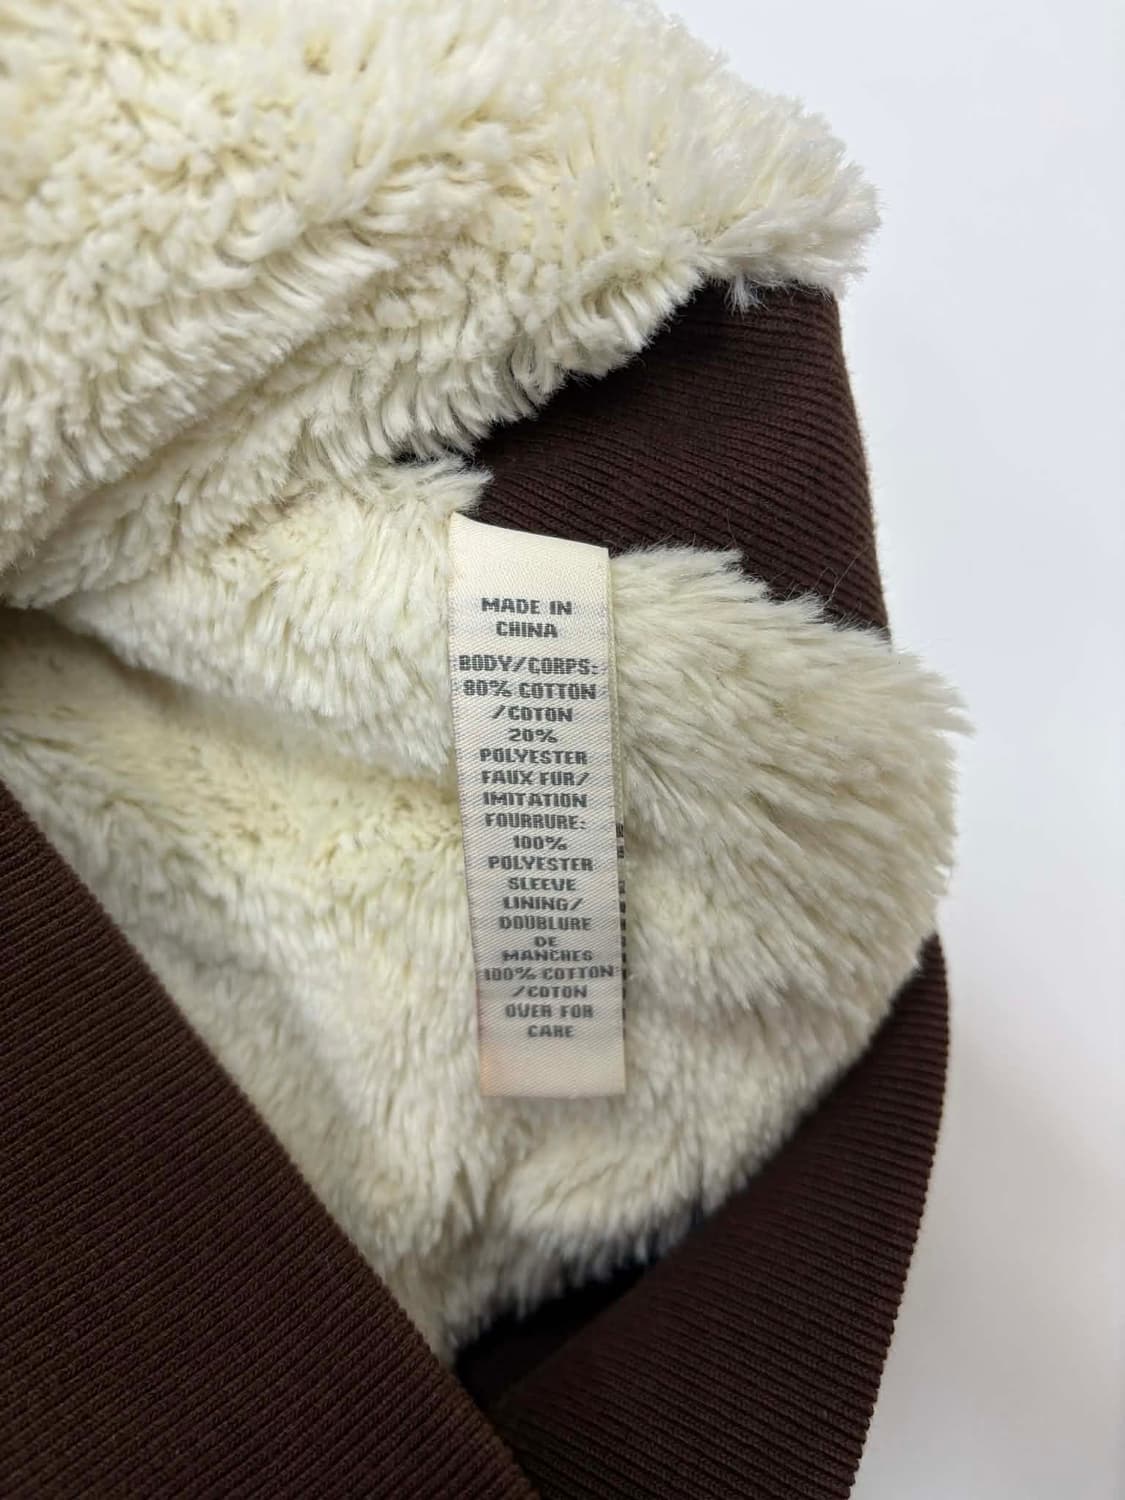 MADE IN
CHINA
BODY/CORPS:
80% COTTON
/COTON
20%
POLYESTER
FAUX FUR/
IMITATION
FOURRURE:
100%
POLYESTER
SLEEVE
LINING/
DOUBLURE
DE
MANCHES
100% COTTON
/COTON
OVER FOR
CARE